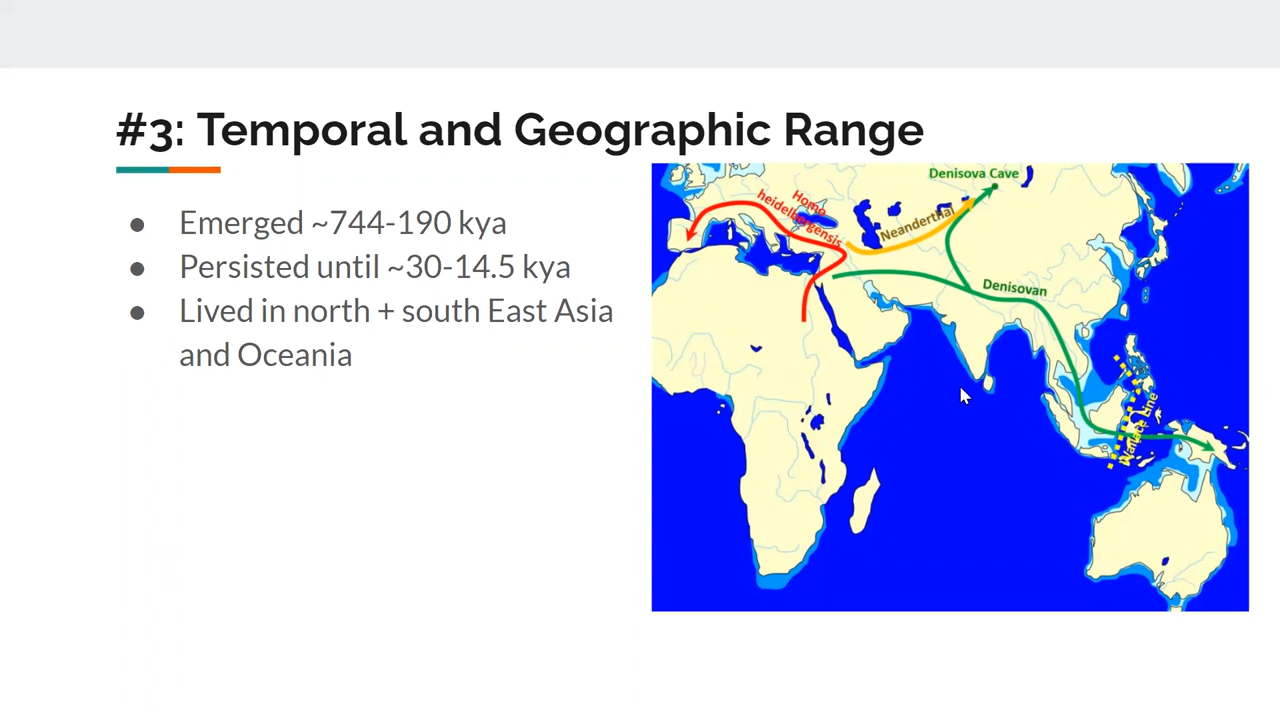 #3: Temporal and Geographic Range
● Emerged ~744-190 kya
● Persisted until ~30-14.5 kya
● Lived in north + south East Asia
and Oceania
Denisova Cave
Homo
heidelbergensis
Neanderthal
Denisovan
Wallace Line